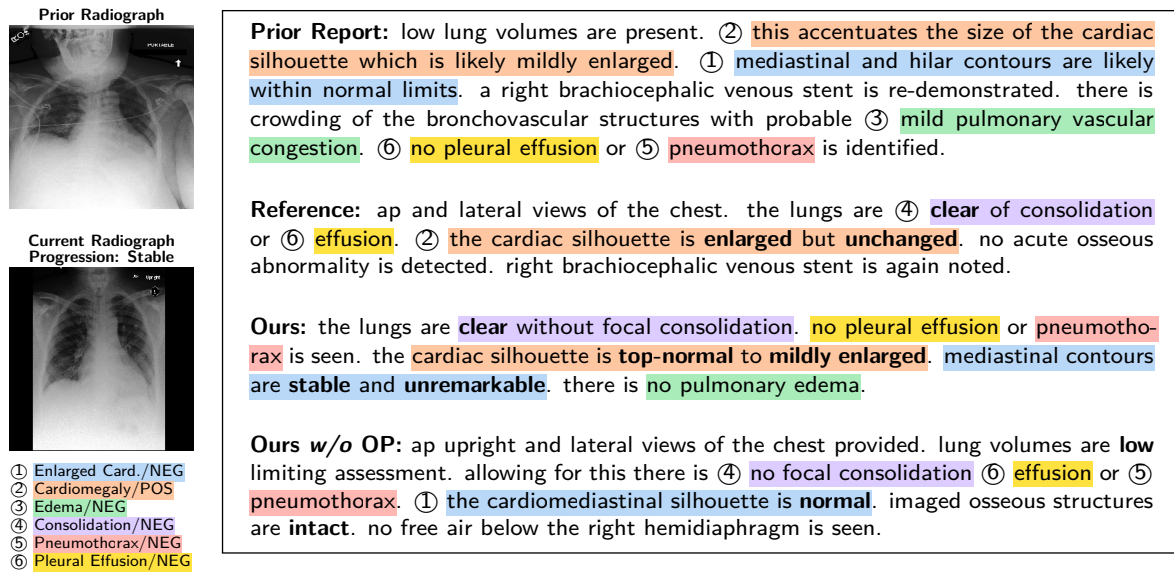 Prior Radiograph
PORTABLE
Current Radiograph
Progression: Stable
Upright
① Enlarged Card./NEG
② Cardiomegaly/POS
③ Edema/NEG
④ Consolidation/NEG
⑤ Pneumothorax/NEG
⑥ Pleural Effusion/NEG
Prior Report: low lung volumes are present. ② this accentuates the size of the cardiac
silhouette which is likely mildly enlarged. ① mediastinal and hilar contours are likely
within normal limits. a right brachiocephalic venous stent is re-demonstrated. there is
crowding of the bronchovascular structures with probable ③ mild pulmonary vascular
congestion. ⑥ no pleural effusion or ⑤ pneumothorax is identified.
Reference: ap and lateral views of the chest. the lungs are ④ clear of consolidation
or ⑥ effusion. ② the cardiac silhouette is enlarged but unchanged. no acute osseous
abnormality is detected. right brachiocephalic venous stent is again noted.
Ours: the lungs are clear without focal consolidation. no pleural effusion or pneumotho-
rax is seen. the cardiac silhouette is top-normal to mildly enlarged. mediastinal contours
are stable and unremarkable. there is no pulmonary edema.
Ours w/o OP: ap upright and lateral views of the chest provided. lung volumes are low
limiting assessment. allowing for this there is ④ no focal consolidation ⑥ effusion or ⑤
pneumothorax. ① the cardiomediastinal silhouette is normal. imaged osseous structures
are intact. no free air below the right hemidiaphragm is seen.